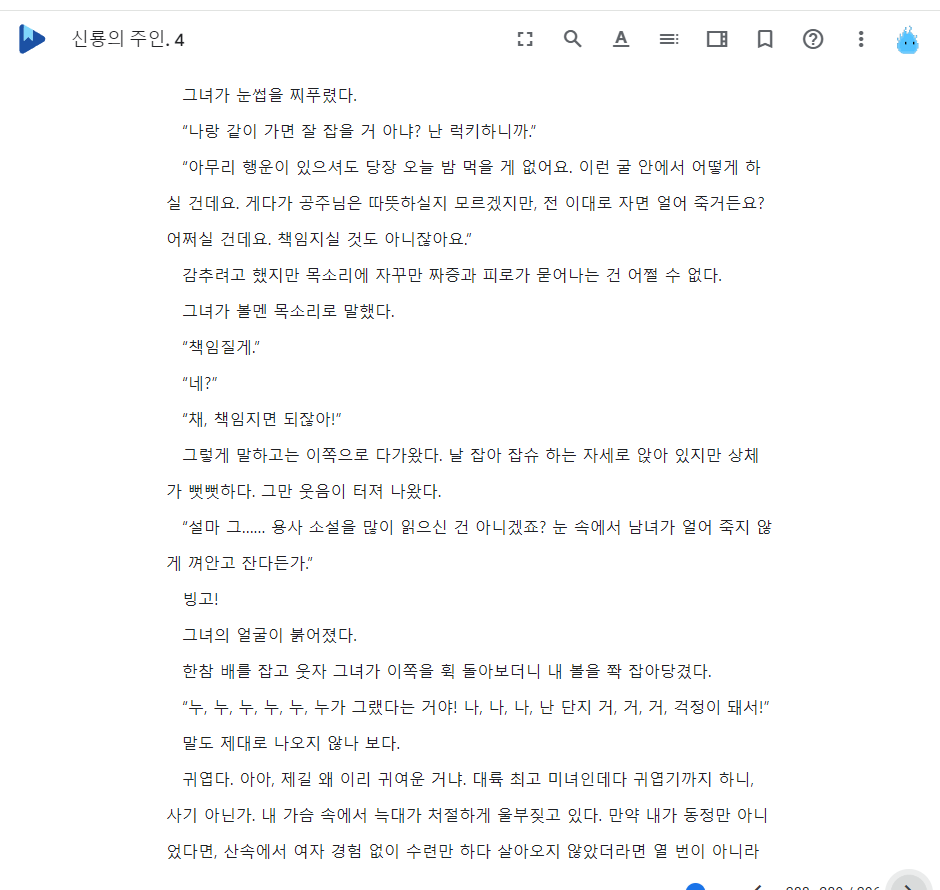 신룡의 주인. 4
그녀가 눈썹을 찌푸렸다.
“나랑 같이 가면 잘 잡을 거 아냐? 난 럭키하니까.”
“아무리 행운이 있으셔도 당장 오늘 밤 먹을 게 없어요. 이런 굴 안에서 어떻게 하
실 건데요. 게다가 공주님은 따뜻하실지 모르겠지만, 전 이대로 자면 얼어 죽거든요?
어쩌실 건데요. 책임지실 것도 아니잖아요.”
감추려고 했지만 목소리에 자꾸만 짜증과 피로가 묻어나는 건 어쩔 수 없다.
그녀가 볼멘 목소리로 말했다.
“책임질게.”
“네?”
“채, 책임지면 되잖아!”
그렇게 말하고는 이쪽으로 다가왔다. 날 잡아 잡슈 하는 자세로 앉아 있지만 상체
가 뻣뻣하다. 그만 웃음이 터져 나왔다.
“설마 그…… 용사 소설을 많이 읽으신 건 아니겠죠? 눈 속에서 남녀가 얼어 죽지 않
게 껴안고 잔다든가.”
빙고!
그녀의 얼굴이 붉어졌다.
한참 배를 잡고 웃자 그녀가 이쪽을 휙 돌아보더니 내 볼을 쫙 잡아당겼다.
“누, 누, 누, 누, 누, 누가 그랬다는 거야! 나, 나, 나, 난 단지 거, 거, 거, 걱정이 돼서!”
말도 제대로 나오지 않나 보다.
귀엽다. 아아, 제길 왜 이리 귀여운 거냐. 대륙 최고 미녀인데다 귀엽기까지 하니,
사기 아닌가. 내 가슴 속에서 늑대가 처절하게 울부짖고 있다. 만약 내가 동정만 아니
었다면, 산속에서 여자 경험 없이 수련만 하다 살아오지 않았더라면 열 번이 아니라